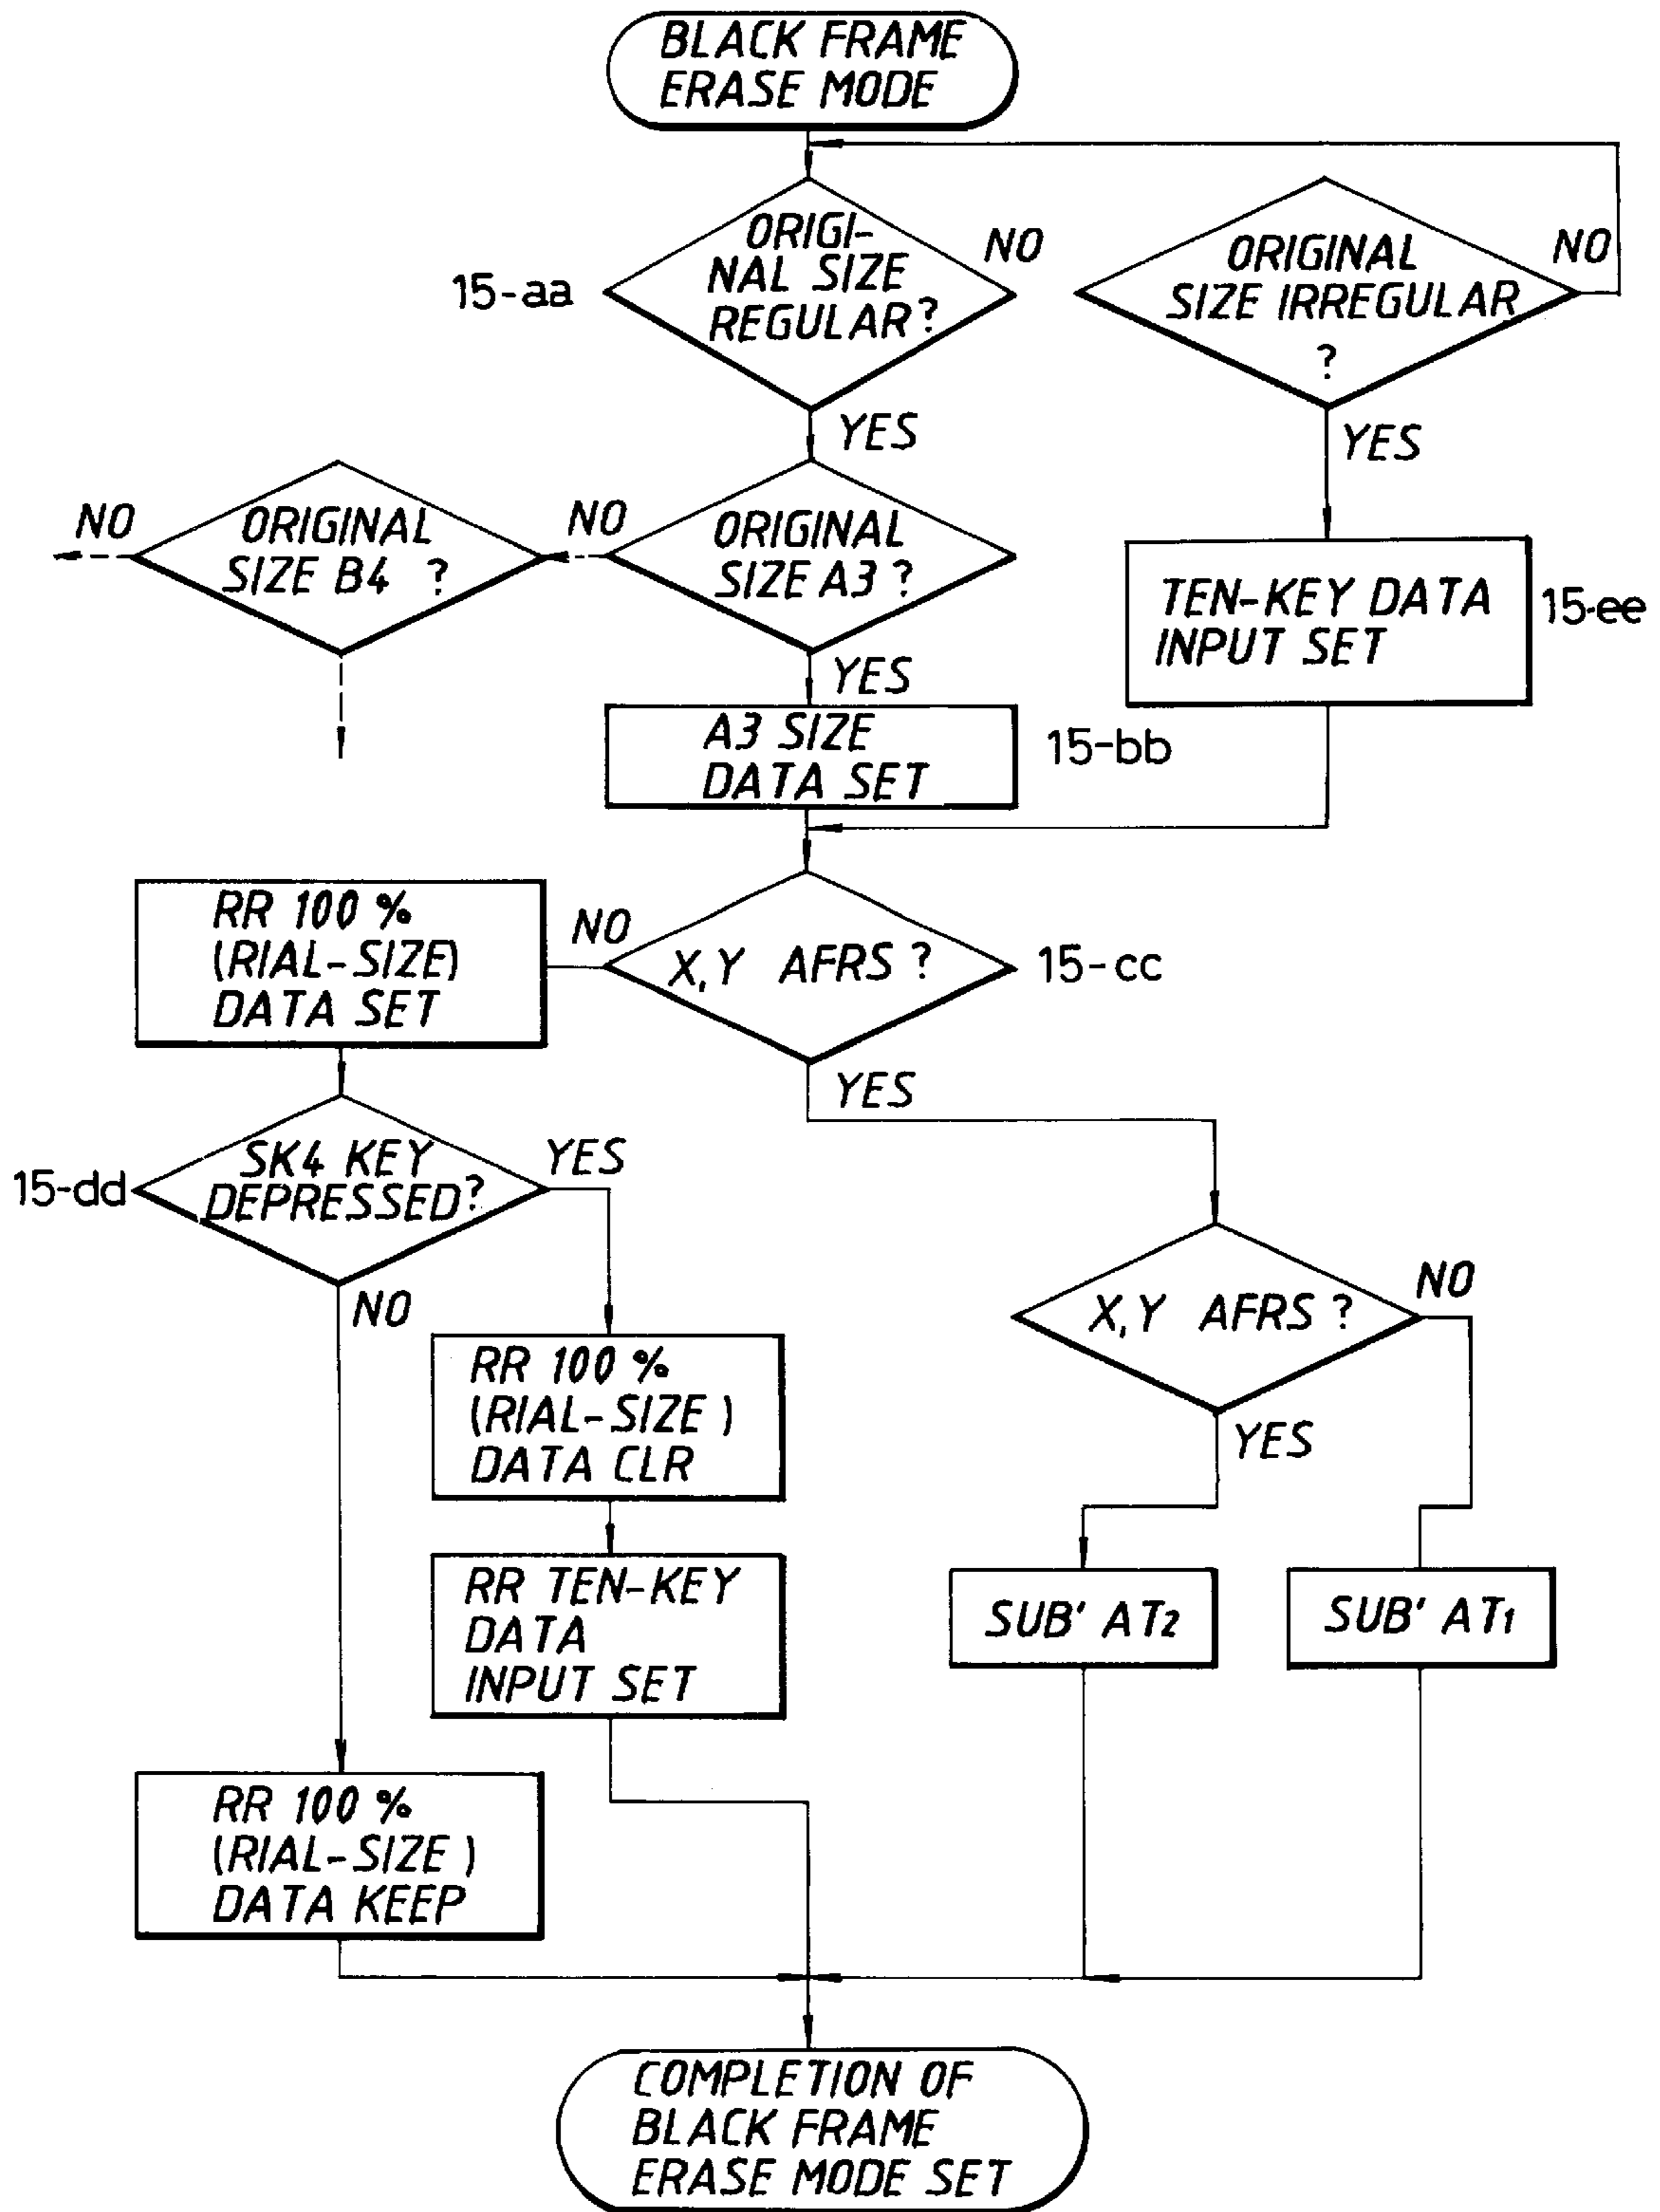 BLACK FRAME
ERASE MODE
15-aa
ORIGI-
NAL SIZE
REGULAR?
NO
YES
ORIGINAL
SIZE IRREGULAR
?
NO
YES
NO
ORIGINAL
SIZE B4 ?
NO
ORIGINAL
SIZE A3 ?
YES
TEN-KEY DATA
INPUT SET
15-ee
A3 SIZE
DATA SET
15-bb
RR 100 %
(RIAL-SIZE)
DATA SET
NO
X,Y AFRS ?
15-cc
YES
15-dd
SK4 KEY
DEPRESSED?
YES
NO
X,Y AFRS ?
NO
YES
RR 100 %
(RIAL-SIZE )
DATA CLR
RR TEN-KEY
DATA
INPUT SET
SUB' AT2
SUB' AT1
RR 100 %
(RIAL-SIZE )
DATA KEEP
COMPLETION OF
BLACK FRAME
ERASE MODE SET